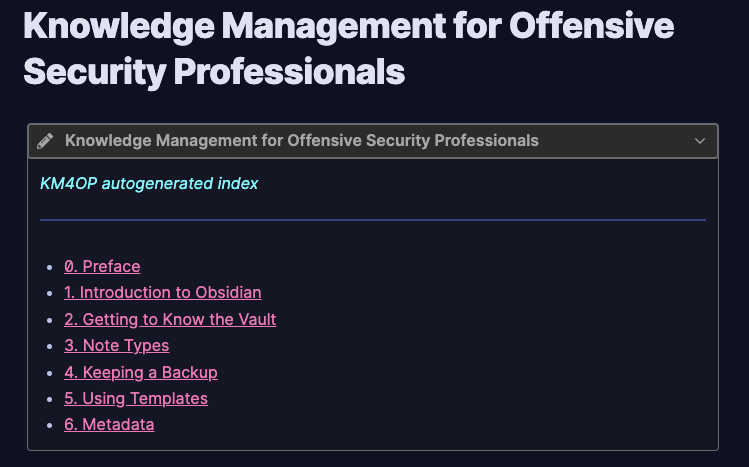 Knowledge Management for Offensive
Security Professionals
Knowledge Management for Offensive Security Professionals
KM4OP autogenerated index
0. Preface
1. Introduction to Obsidian
2. Getting to Know the Vault
3. Note Types
4. Keeping a Backup
5. Using Templates
6. Metadata